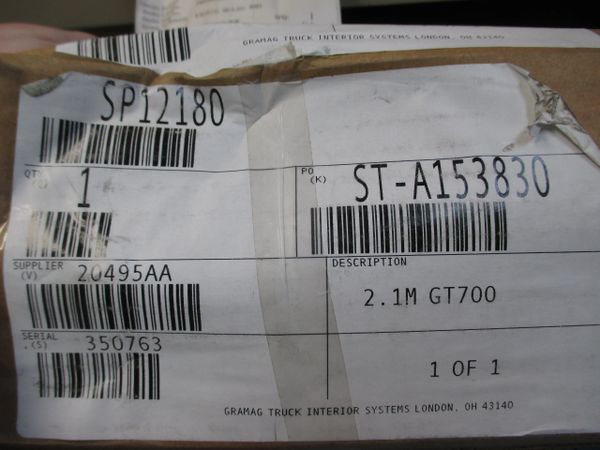 GRAMAG TRUCK INTERIOR SYSTEMS LONDON. OH 43140
SP12180
QTY
1
PO
(K)
ST-A153830
SUPPLIER
(V)
20495AA
DESCRIPTION
2.1M GT700
SERIAL
.(S)
350763
1 OF 1
GRAMAG TRUCK INTERIOR SYSTEMS LONDON. OH 43140